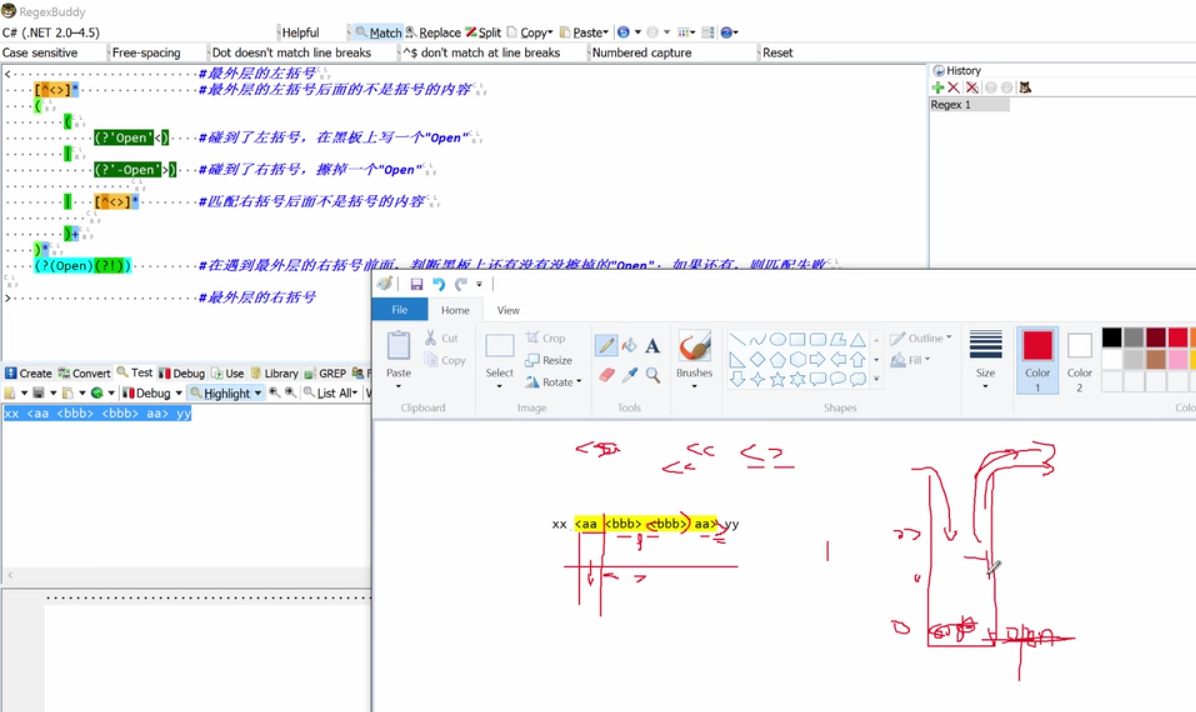 RegexBuddy
C# (.NET 2.0–4.5) Helpful Match Replace Split Copy Paste
Case sensitive Free-spacing Dot doesn't match line breaks ^$ don't match at line breaks Numbered capture Reset
< #最外层的左括号
[^<>]* #最外层的左括号后面的不是括号的内容
(
(
(?'Open'<) #碰到了左括号，在黑板上写一个"Open"
|
(?'-Open'>) #碰到了右括号，擦掉一个"Open"
| [^<>]* #匹配右括号后面不是括号的内容
)+
)*
(?(Open)(?!)) #在遇到最外层的右括号前面，判断黑板上还有没有没擦掉的"Open"；如果还有，则匹配失败
> #最外层的右括号
History
Regex 1
Create Convert Test Debug Use Library GREP
Debug Highlight List All
xx <aa <bbb> <bbb> aa> yy
File Home View
Paste
Cut
Copy
Clipboard
Select
Crop
Resize
Rotate
Image
A
Tools
Brushes
Shapes
Outline
Fill
Size
Color 1
Color 2
xx <aa <bbb> <bbb> aa> yy
open